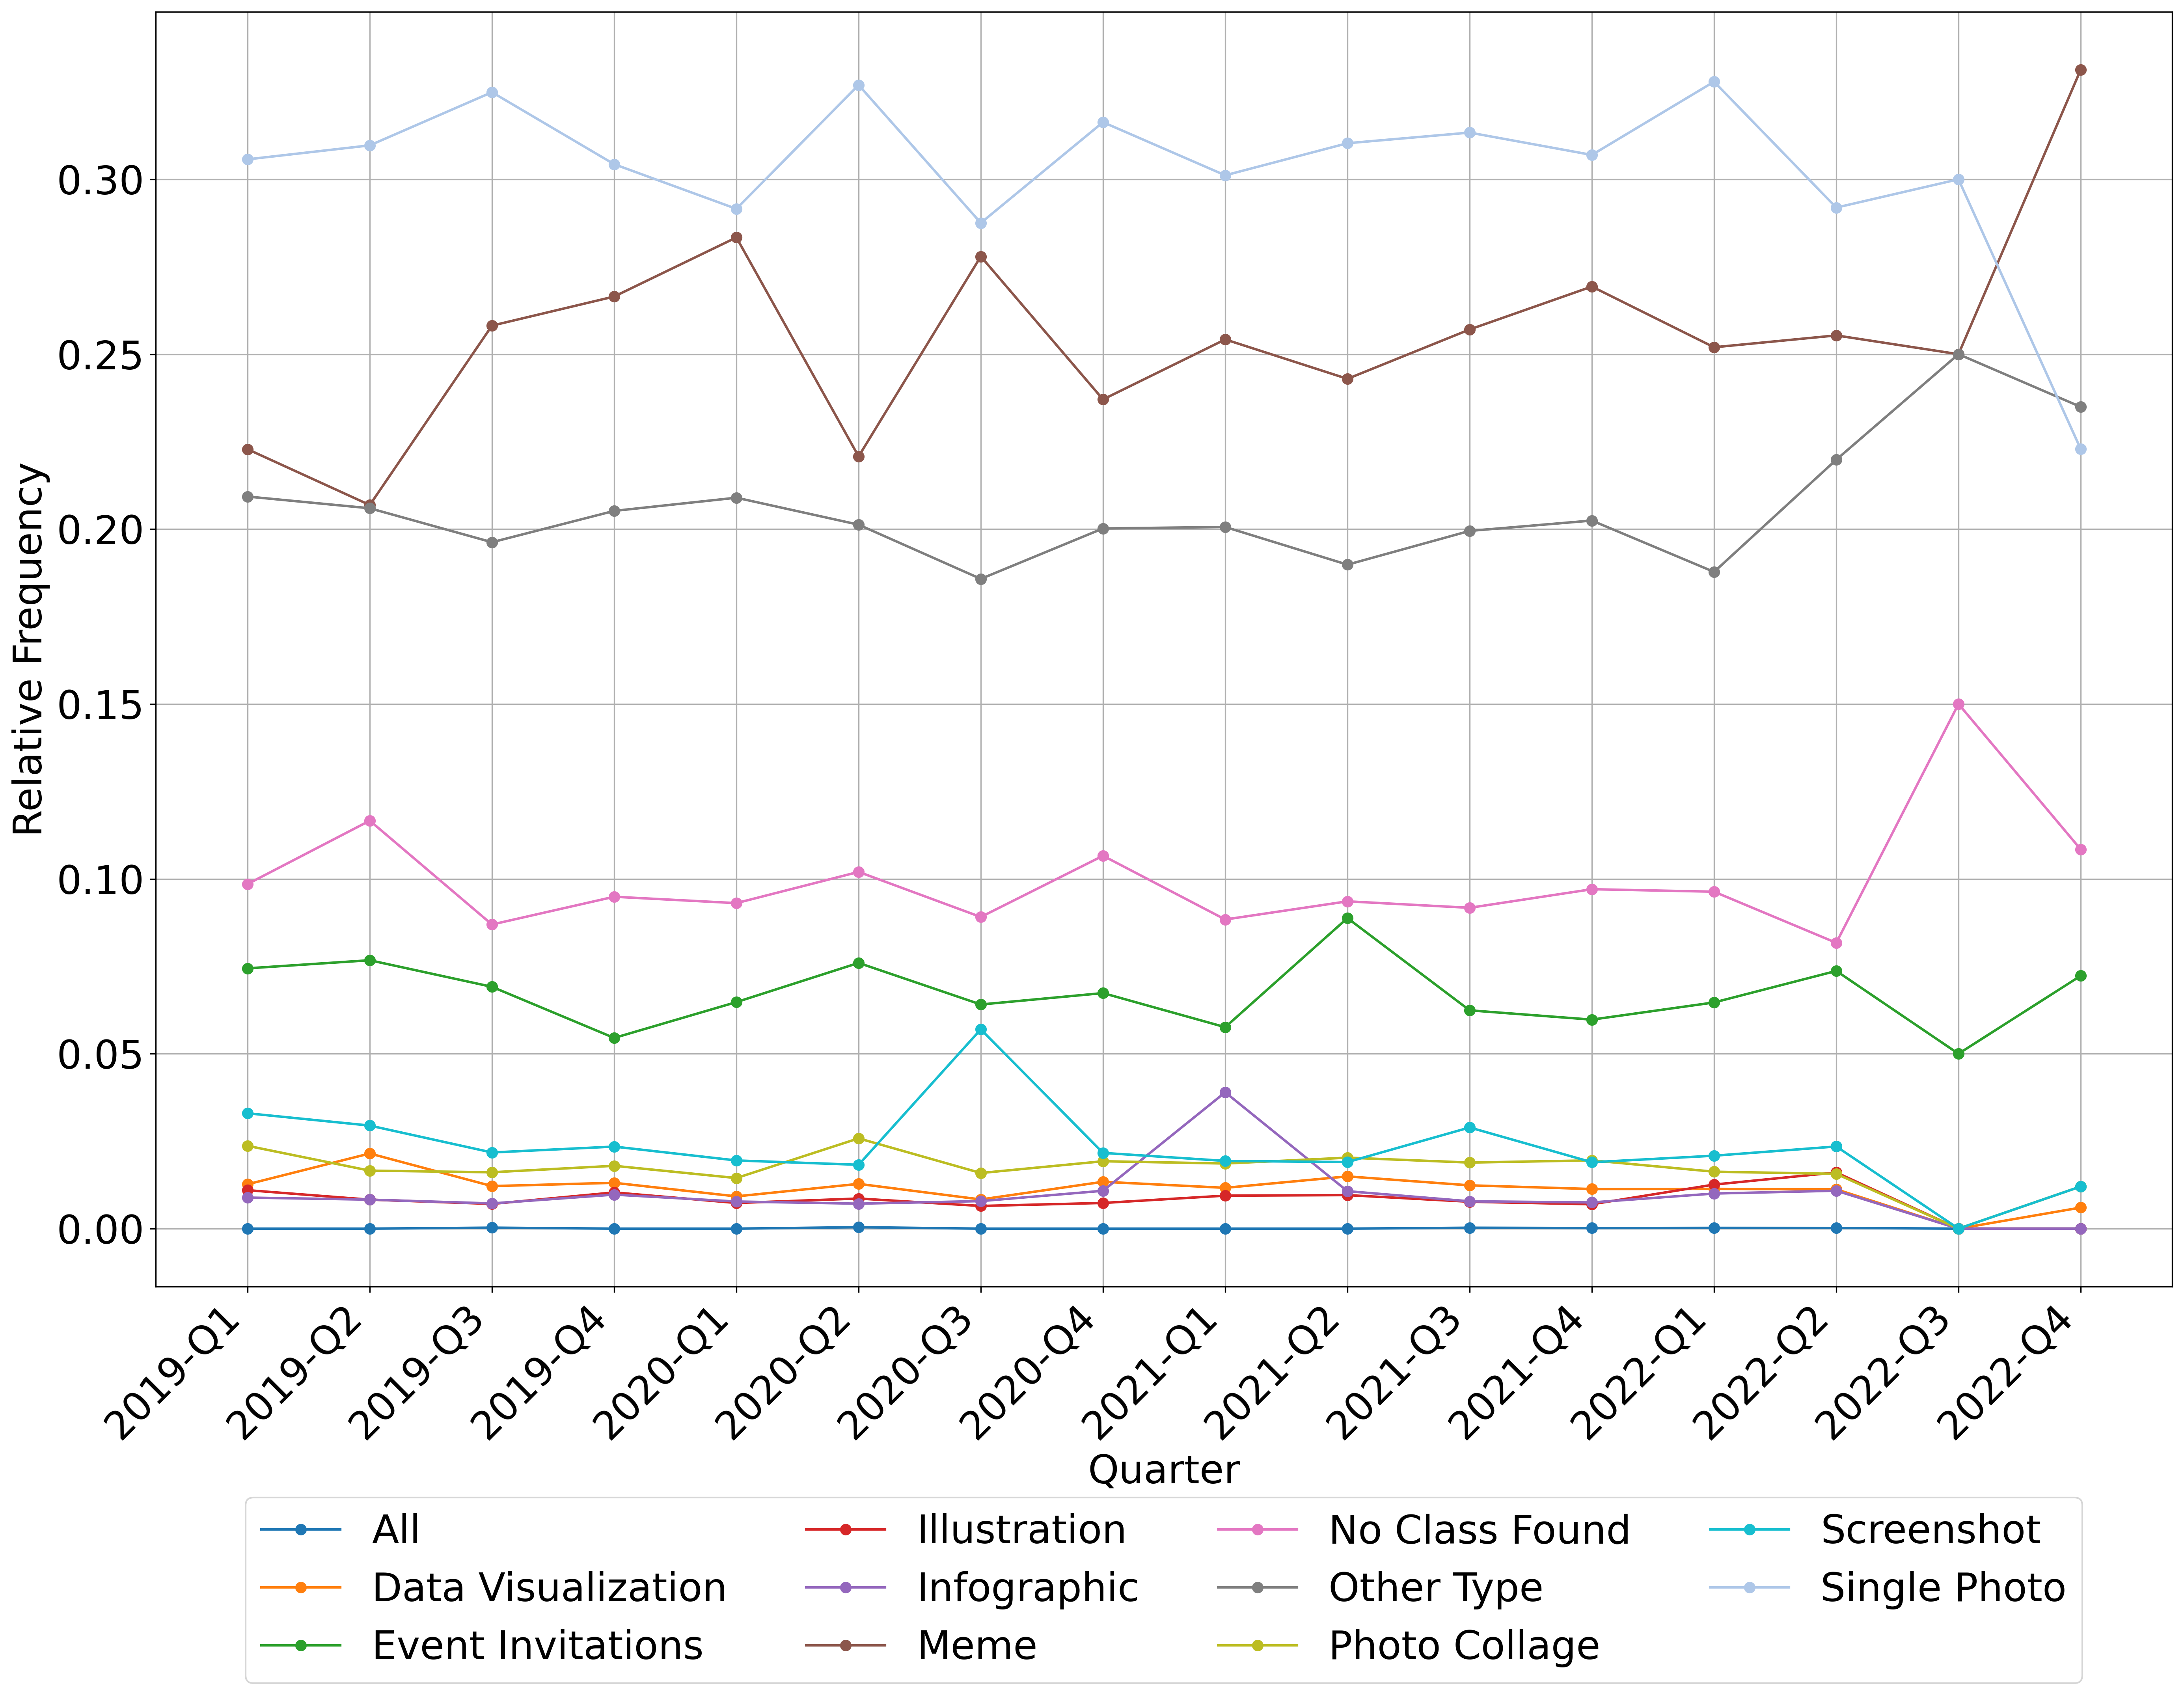 Relative Frequency
0.30
0.25
0.20
0.15
0.10
0.05
0.00
2019-Q1
2019-Q2
2019-Q3
2019-Q4
2020-Q1
2020-Q2
2020-Q3
2020-Q4
2021-Q1
2021-Q2
2021-Q3
2021-Q4
2022-Q1
2022-Q2
2022-Q3
2022-Q4
Quarter
All
Data Visualization
Event Invitations
Illustration
Infographic
Meme
No Class Found
Other Type
Photo Collage
Screenshot
Single Photo